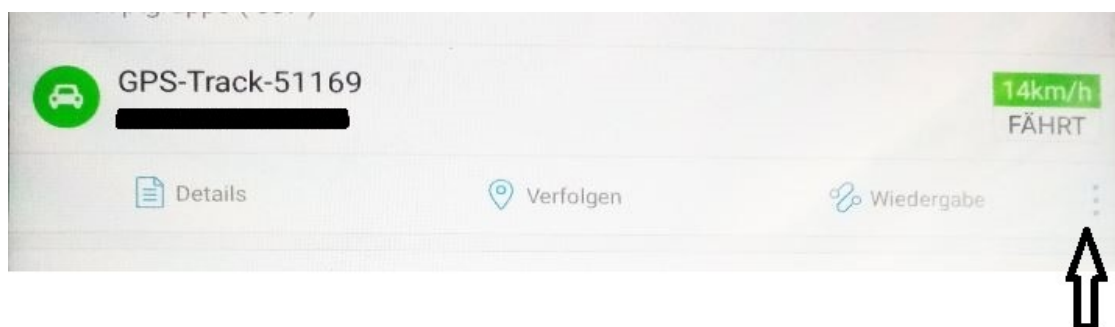 GPS-Track-51169
14km/h
FÄHRT
Details
Verfolgen
Wiedergabe